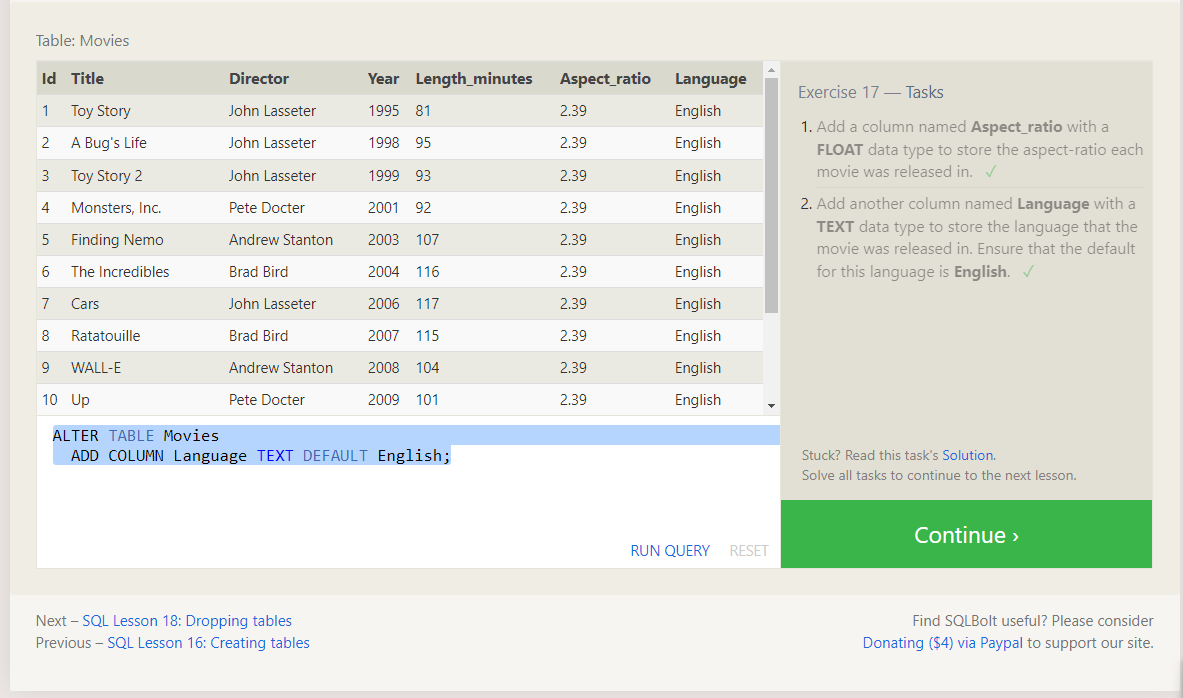 Table: Movies
Id Title Director Year Length_minutes Aspect_ratio Language
1 Toy Story John Lasseter 1995 81 2.39 English
2 A Bug's Life John Lasseter 1998 95 2.39 English
3 Toy Story 2 John Lasseter 1999 93 2.39 English
4 Monsters, Inc. Pete Docter 2001 92 2.39 English
5 Finding Nemo Andrew Stanton 2003 107 2.39 English
6 The Incredibles Brad Bird 2004 116 2.39 English
7 Cars John Lasseter 2006 117 2.39 English
8 Ratatouille Brad Bird 2007 115 2.39 English
9 WALL-E Andrew Stanton 2008 104 2.39 English
10 Up Pete Docter 2009 101 2.39 English
ALTER TABLE Movies
ADD COLUMN Language TEXT DEFAULT English;
RUN QUERY RESET
Exercise 17 — Tasks
1. Add a column named Aspect_ratio with a
FLOAT data type to store the aspect-ratio each
movie was released in. ✓
2. Add another column named Language with a
TEXT data type to store the language that the
movie was released in. Ensure that the default
for this language is English. ✓
Stuck? Read this task's Solution.
Solve all tasks to continue to the next lesson.
Continue ›
Next – SQL Lesson 18: Dropping tables
Previous – SQL Lesson 16: Creating tables
Find SQLBolt useful? Please consider
Donating ($4) via Paypal to support our site.